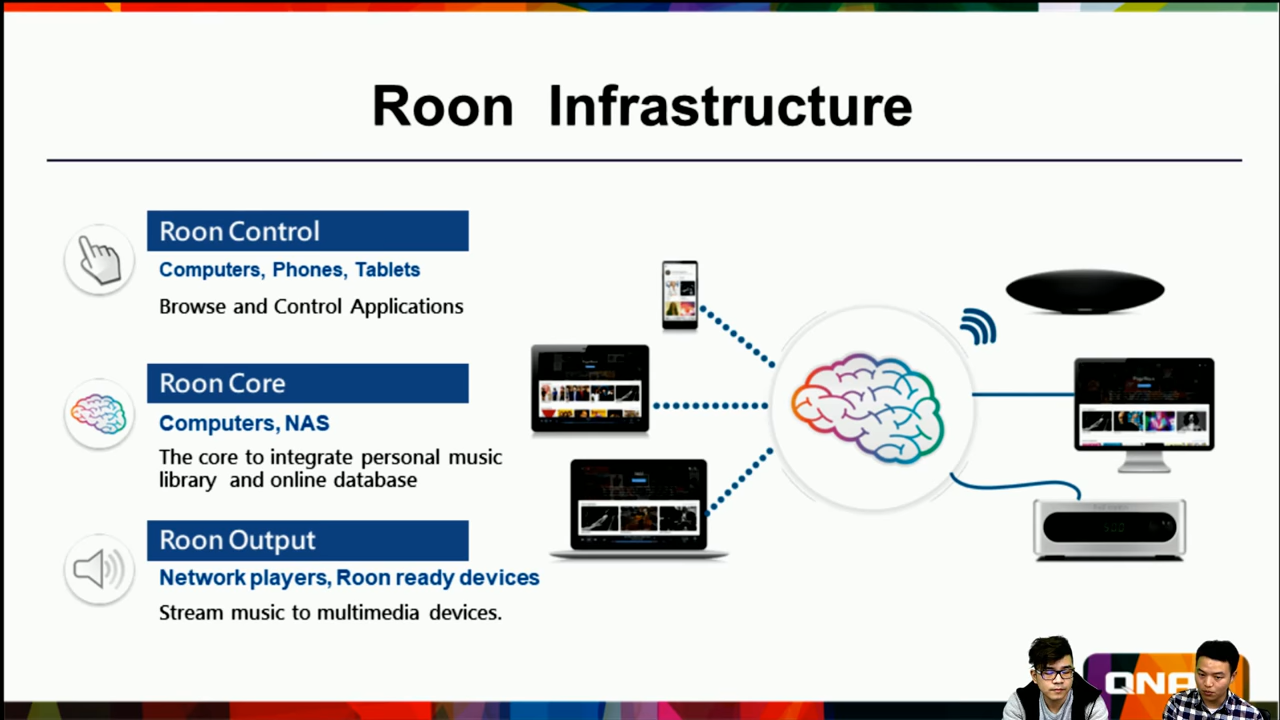 Roon Infrastructure
Roon Control
Computers, Phones, Tablets
Browse and Control Applications
Roon Core
Computers, NAS
The core to integrate personal music
library and online database
Roon Output
Network players, Roon ready devices
Stream music to multimedia devices.